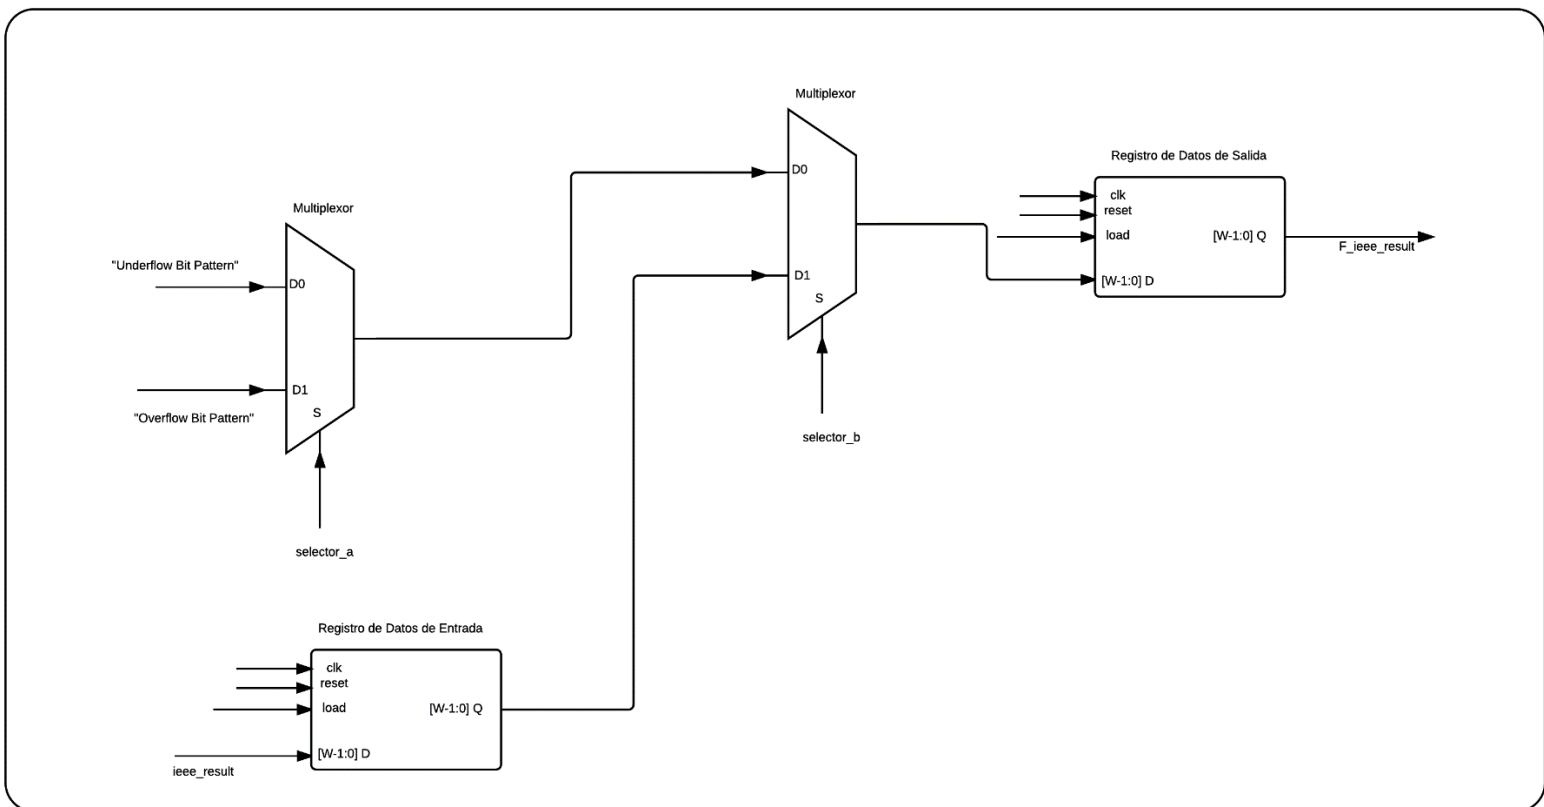 Multiplexor
D0
D1
S
selector_b
Registro de Datos de Salida
clk
reset
load
[W-1:0] Q
[W-1:0] D
F_ieee_result
Multiplexor
"Underflow Bit Pattern"
D0
D1
"Overflow Bit Pattern"
S
selector_a
Registro de Datos de Entrada
clk
reset
load
[W-1:0] Q
[W-1:0] D
ieee_result